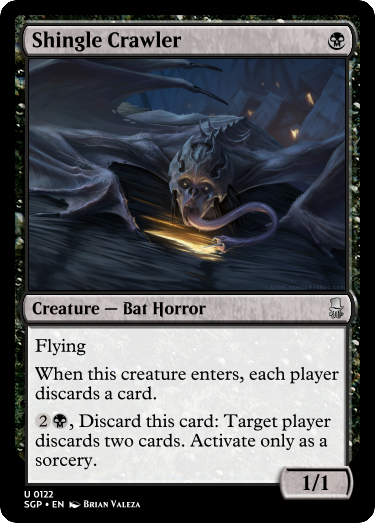 Shingle Crawler
Creature — Bat Horror
Flying
When this creature enters, each player
discards a card.
2, Discard this card: Target player
discards two cards. Activate only as a
sorcery.
1/1
U 0122
SGP • EN Brian Valeza